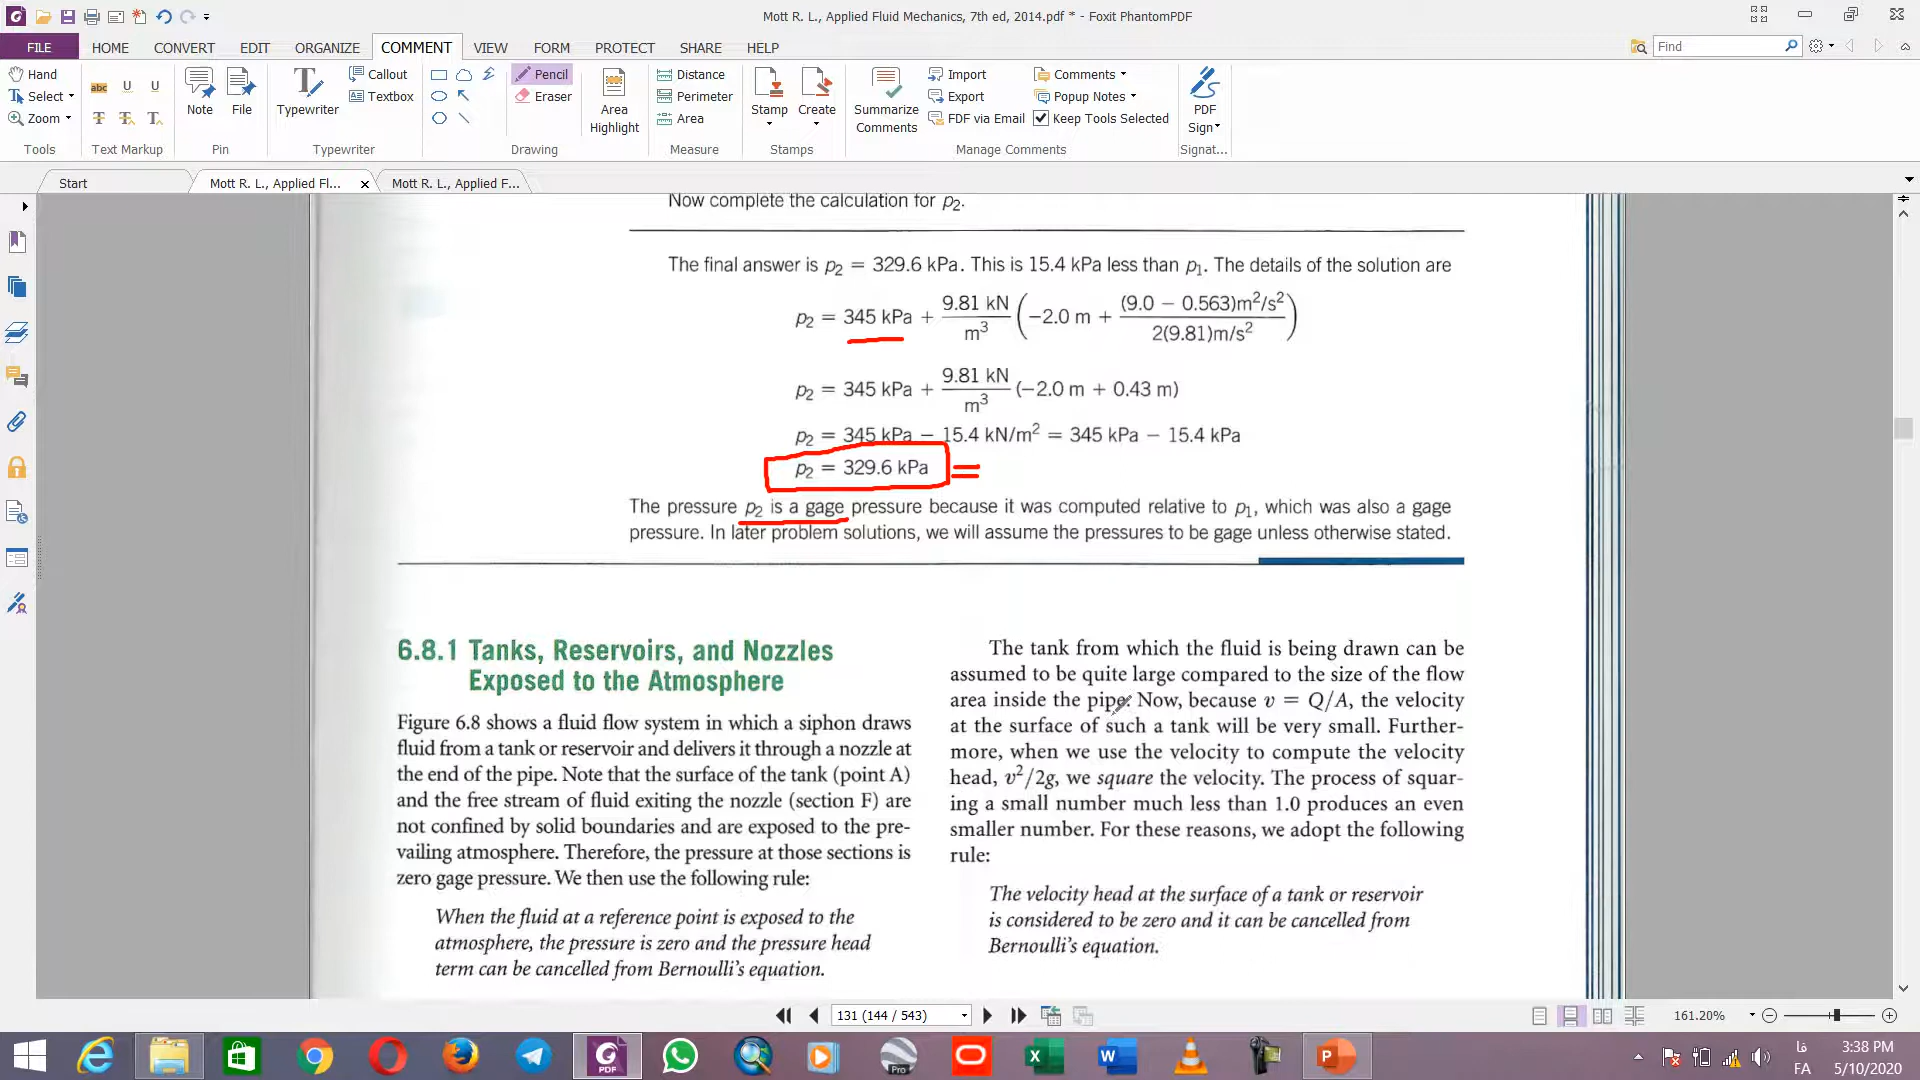 Mott R. L., Applied Fluid Mechanics, 7th ed, 2014.pdf * - Foxit PhantomPDF
FILE HOME CONVERT EDIT ORGANIZE COMMENT VIEW FORM PROTECT SHARE HELP
Find
Hand
Select
Zoom
Tools
abc U U
T T T
Text Markup
Note
File
Pin
Typewriter
Callout
Textbox
Typewriter
Pencil
Eraser
Drawing
Area
Highlight
Distance
Perimeter
Area
Measure
Stamp
Create
Stamps
Summarize
Comments
Import
Export
PDF via Email
Comments
Popup Notes
Keep Tools Selected
Manage Comments
PDF
Sign
Signat...
Start
Mott R. L., Applied Fl...
Mott R. L., Applied F...
Now complete the calculation for p₂.
The final answer is p₂ = 329.6 kPa. This is 15.4 kPa less than p₁. The details of the solution are
p₂ = 345 kPa + 9.81 kN/m³ (−2.0 m + (9.0 − 0.563)m²/s² / 2(9.81)m/s²)
p₂ = 345 kPa + 9.81 kN/m³ (−2.0 m + 0.43 m)
p₂ = 345 kPa − 15.4 kN/m² = 345 kPa − 15.4 kPa
p₂ = 329.6 kPa =
The pressure p₂ is a gage pressure because it was computed relative to p₁, which was also a gage
pressure. In later problem solutions, we will assume the pressures to be gage unless otherwise stated.
6.8.1 Tanks, Reservoirs, and Nozzles
Exposed to the Atmosphere
Figure 6.8 shows a fluid flow system in which a siphon draws
fluid from a tank or reservoir and delivers it through a nozzle at
the end of the pipe. Note that the surface of the tank (point A)
and the free stream of fluid exiting the nozzle (section F) are
not confined by solid boundaries and are exposed to the pre-
vailing atmosphere. Therefore, the pressure at those sections is
zero gage pressure. We then use the following rule:
When the fluid at a reference point is exposed to the
atmosphere, the pressure is zero and the pressure head
term can be cancelled from Bernoulli's equation.
The tank from which the fluid is being drawn can be
assumed to be quite large compared to the size of the flow
area inside the pipe. Now, because v = Q/A, the velocity
at the surface of such a tank will be very small. Further-
more, when we use the velocity to compute the velocity
head, v²/2g, we square the velocity. The process of squar-
ing a small number much less than 1.0 produces an even
smaller number. For these reasons, we adopt the following
rule:
The velocity head at the surface of a tank or reservoir
is considered to be zero and it can be cancelled from
Bernoulli's equation.
131 (144 / 543)
161.20%
PDF
Pro
فا
FA
3:38 PM
5/10/2020